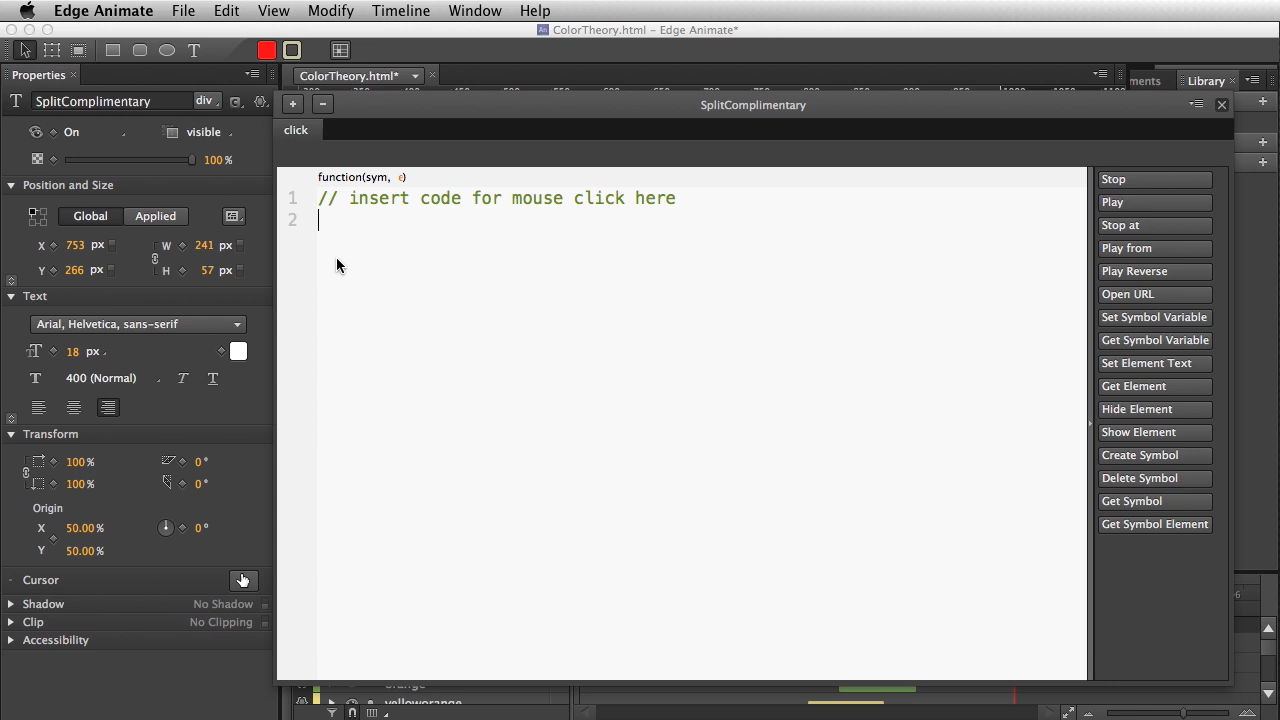 Edge Animate File Edit View Modify Timeline Window Help
ColorTheory.html – Edge Animate*
T
Properties × ColorTheory.html* × ments Library ×
T SplitComplimentary div
+ − SplitComplimentary
click
On visible
100 %
function(sym, e)
1 // insert code for mouse click here
2
Position and Size
Global Applied
X 753 px W 241 px
Y 266 px H 57 px
Text
Arial, Helvetica, sans-serif
T 18 px
T 400 (Normal) T T
Transform
100 % 0 °
100 % 0 °
Origin
X 50.00 % 0 °
Y 50.00 %
Cursor
Shadow No Shadow
Clip No Clipping
Accessibility
Stop
Play
Stop at
Play from
Play Reverse
Open URL
Set Symbol Variable
Get Symbol Variable
Set Element Text
Get Element
Hide Element
Show Element
Create Symbol
Delete Symbol
Get Symbol
Get Symbol Element
orange
yelloworange